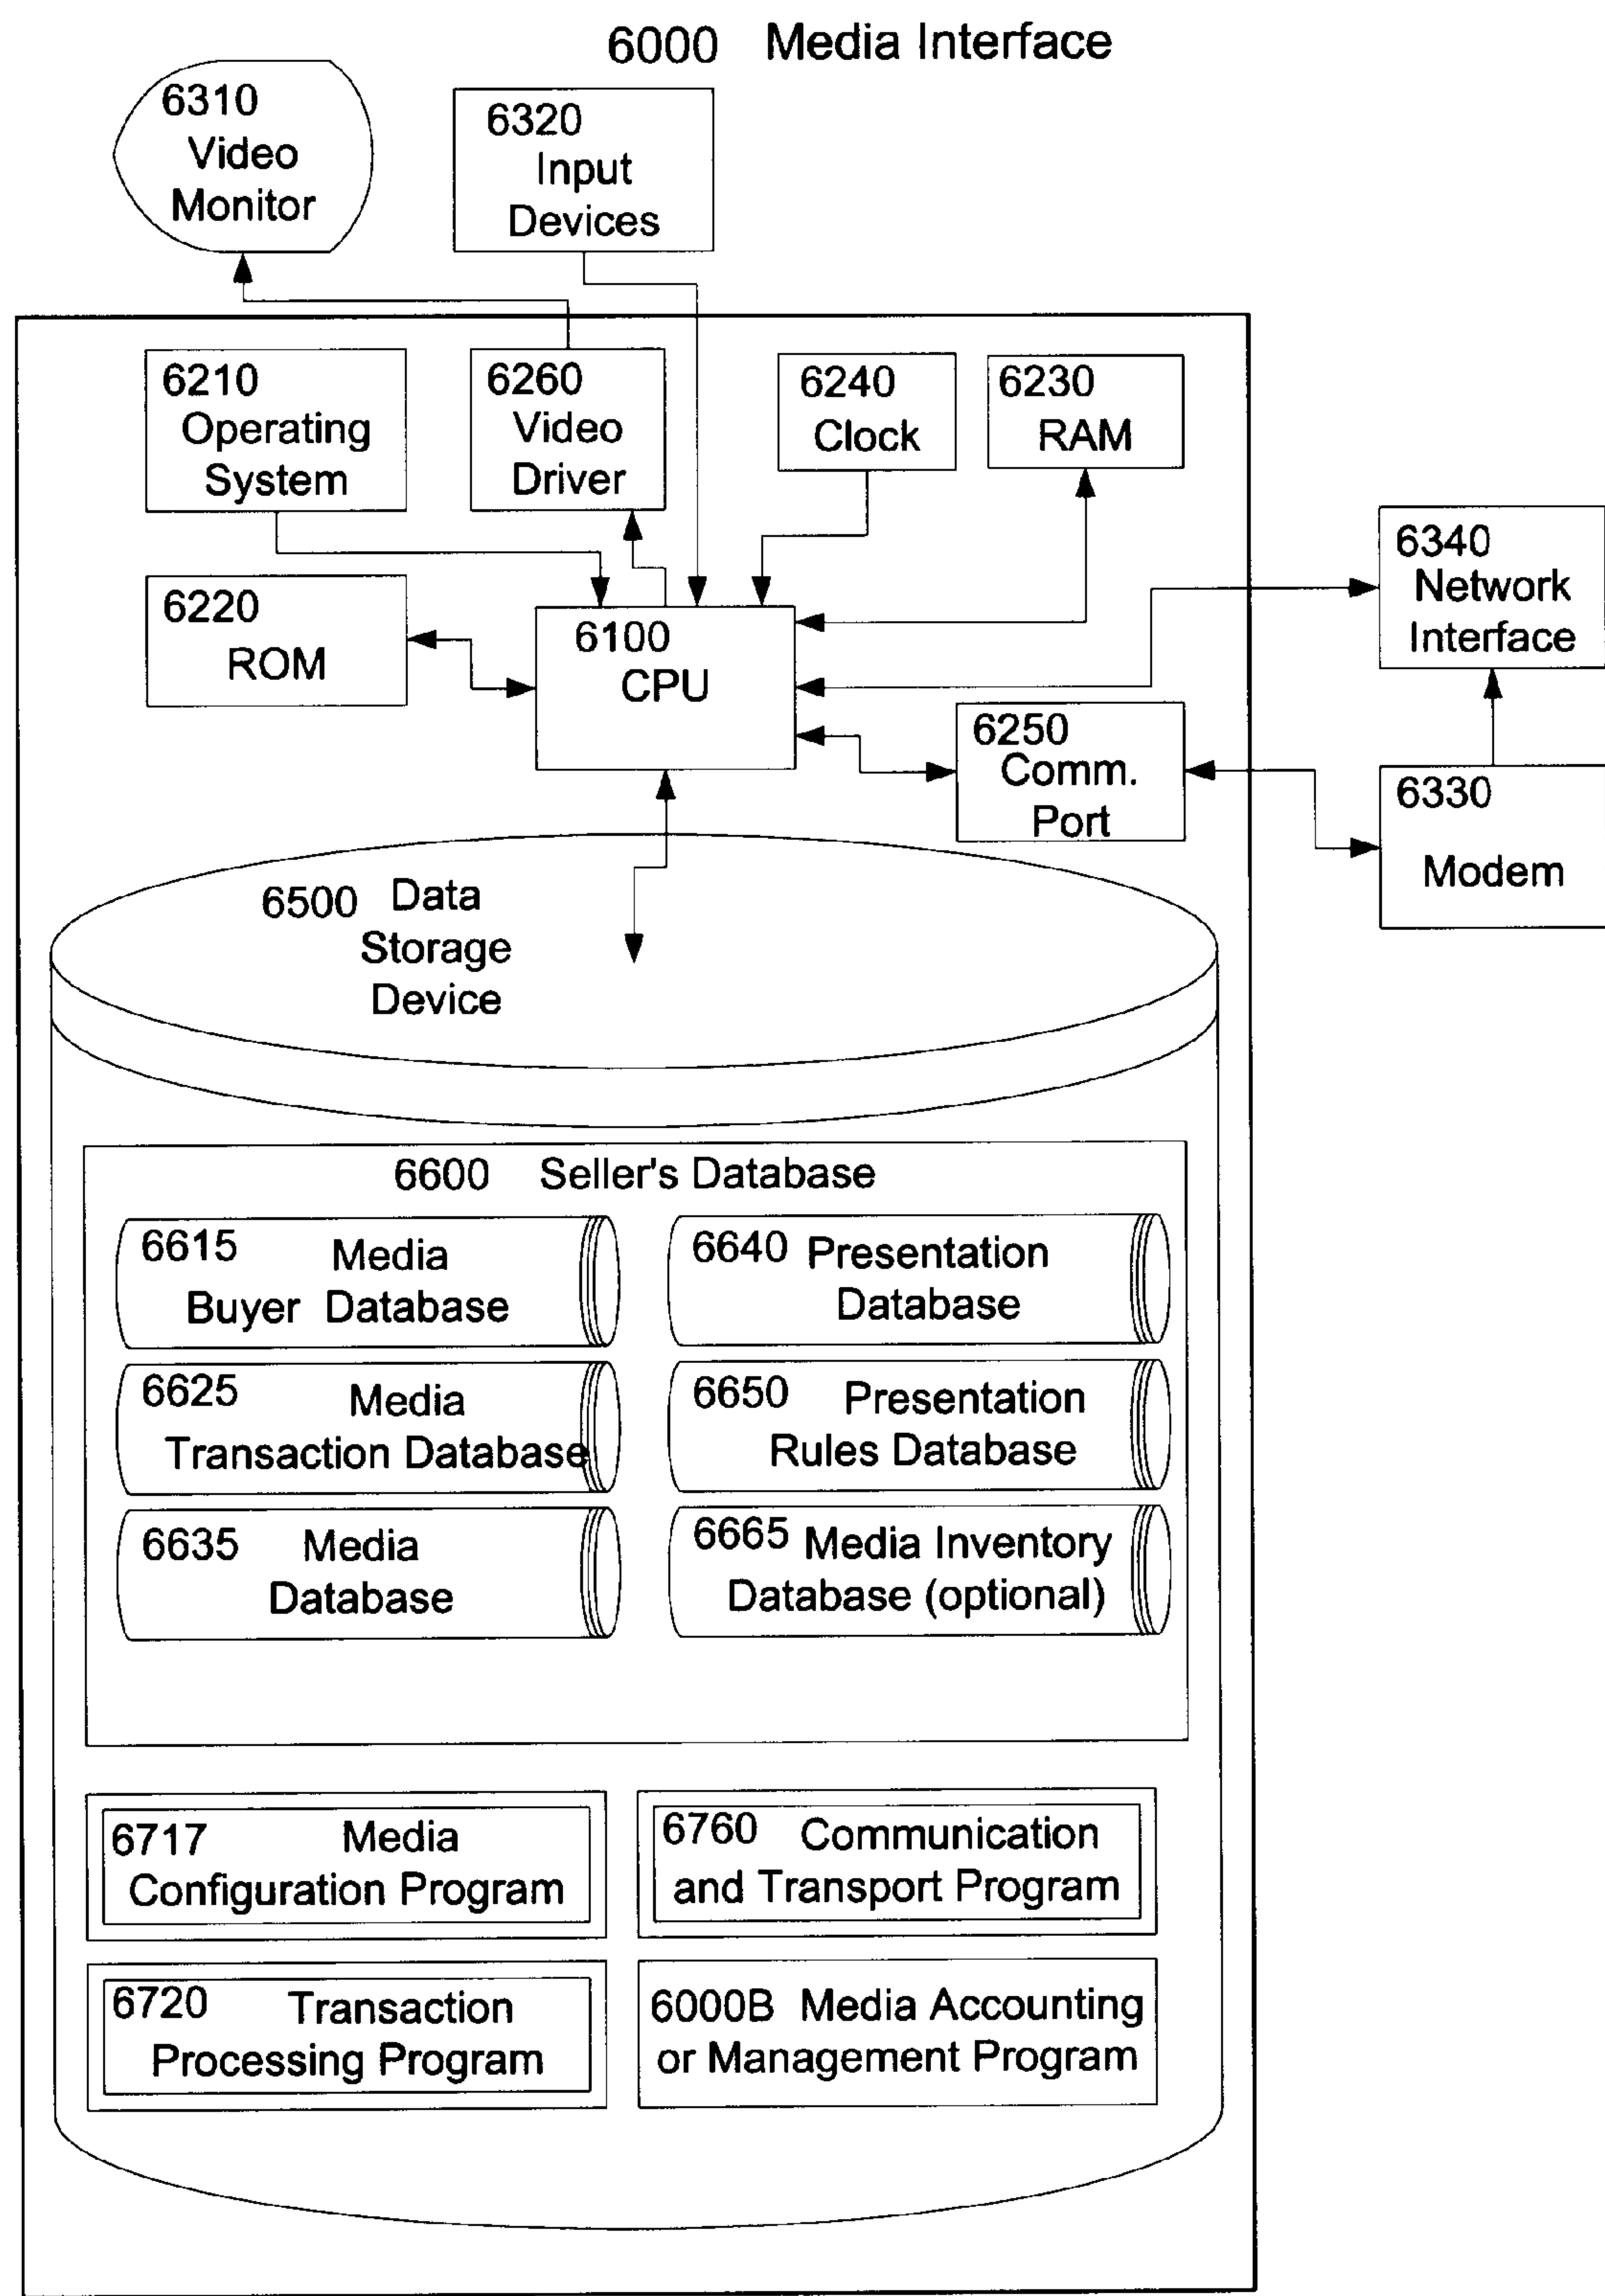 6000 Media Interface
6310
Video
Monitor
6320
Input
Devices
6210
Operating
System
6260
Video
Driver
6240
Clock
6230
RAM
6340
Network
Interface
6220
ROM
6100
CPU
6250
Comm.
Port
6330
Modem
6500 Data
Storage
Device
6600 Seller's Database
6615 Media
Buyer Database
6640 Presentation
Database
6625 Media
Transaction Database
6650 Presentation
Rules Database
6635 Media
Database
6665 Media Inventory
Database (optional)
6717 Media
Configuration Program
6760 Communication
and Transport Program
6720 Transaction
Processing Program
6000B Media Accounting
or Management Program